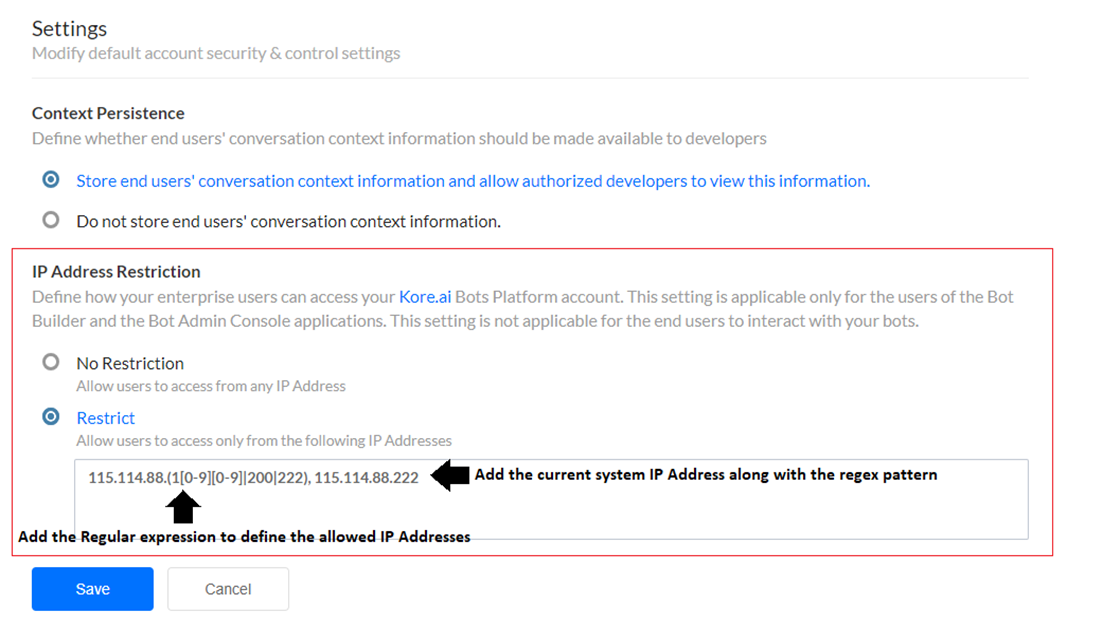 Settings
Modify default account security & control settings
Context Persistence
Define whether end users' conversation context information should be made available to developers
Store end users' conversation context information and allow authorized developers to view this information.
Do not store end users' conversation context information.
IP Address Restriction
Define how your enterprise users can access your Kore.ai Bots Platform account. This setting is applicable only for the users of the Bot
Builder and the Bot Admin Console applications. This setting is not applicable for the end users to interact with your bots.
No Restriction
Allow users to access from any IP Address
Restrict
Allow users to access only from the following IP Addresses
115.114.88.(1[0-9][0-9]|200|222), 115.114.88.222
Add the current system IP Address along with the regex pattern
Add the Regular expression to define the allowed IP Addresses
Save
Cancel